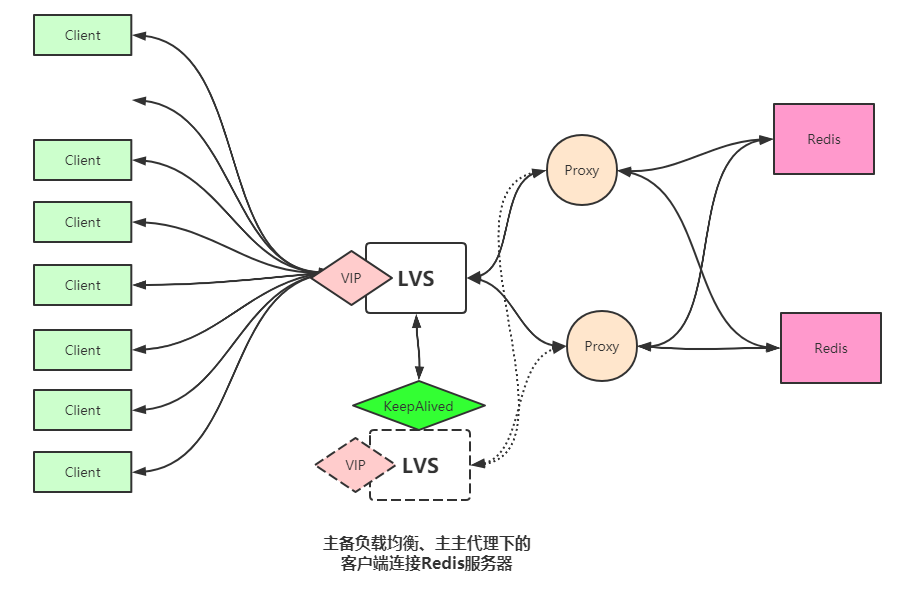 Client
Client
Client
Client
Client
Client
Client
VIP
LVS
KeepAlived
VIP
LVS
Proxy
Proxy
Redis
Redis
主备负载均衡、主主代理下的
客户端连接Redis服务器